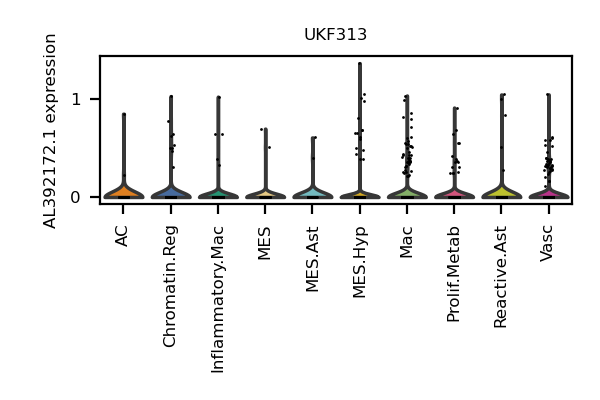 UKF313
AL392172.1 expression
1
0
AC
Chromatin.Reg
Inflammatory.Mac
MES
MES.Ast
MES.Hyp
Mac
Prolif.Metab
Reactive.Ast
Vasc